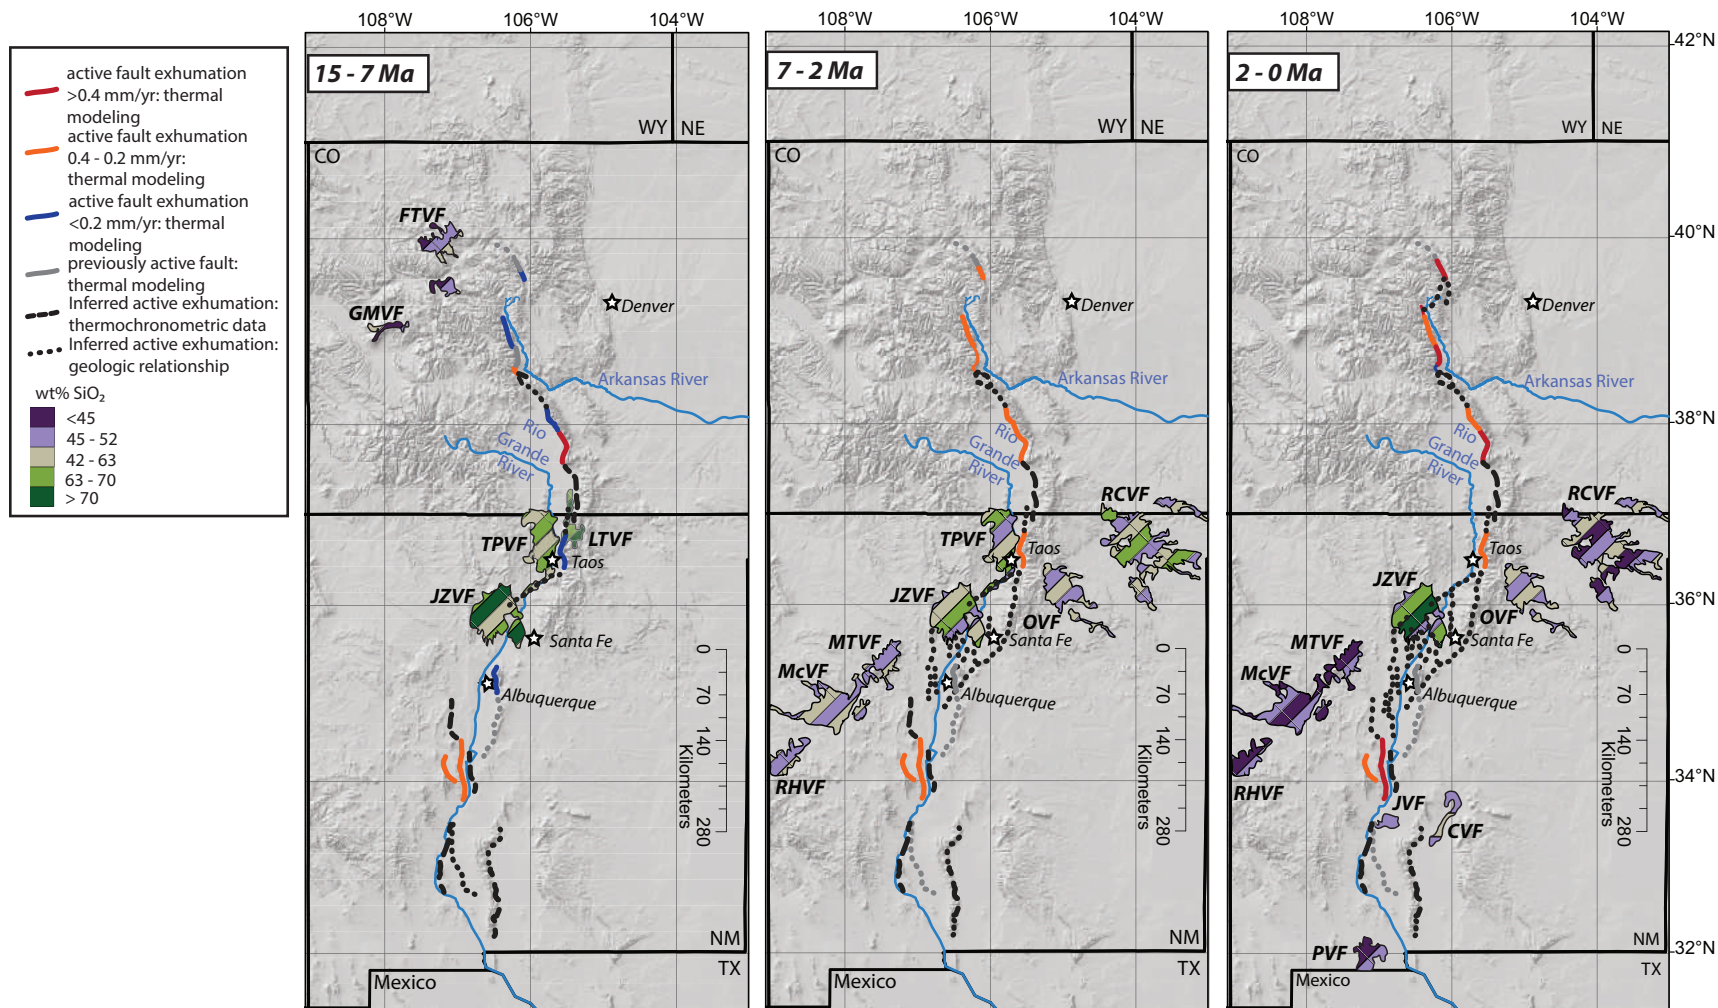 active fault exhumation
>0.4 mm/yr: thermal
modeling
active fault exhumation
0.4 - 0.2 mm/yr:
thermal modeling
active fault exhumation
<0.2 mm/yr: thermal
modeling
previously active fault:
thermal modeling
Inferred active exhumation:
thermochronometric data
Inferred active exhumation:
geologic relationship
wt% SiO₂
<45
45 - 52
42 - 63
63 - 70
> 70
108°W 106°W 104°W
15 - 7 Ma
WY NE
CO
FTVF
GMVF
Denver
Arkansas River
Rio
Grande
River
TPVF
LTVF
Taos
JZVF
Santa Fe
Albuquerque
0
70
140
280
Kilometers
NM
TX
Mexico
108°W 106°W 104°W
7 - 2 Ma
WY NE
CO
Denver
Arkansas River
Rio
Grande
River
RCVF
TPVF
Taos
JZVF
OVF
Santa Fe
MTVF
McVF
Albuquerque
RHVF
0
70
140
280
Kilometers
NM
TX
Mexico
108°W 106°W 104°W
2 - 0 Ma
WY NE
CO
Denver
Arkansas River
Rio
Grande
River
RCVF
Taos
JZVF
OVF
Santa Fe
MTVF
McVF
Albuquerque
RHVF
JVF
CVF
PVF
0
70
140
280
Kilometers
NM
TX
Mexico
42°N
40°N
38°N
36°N
34°N
32°N